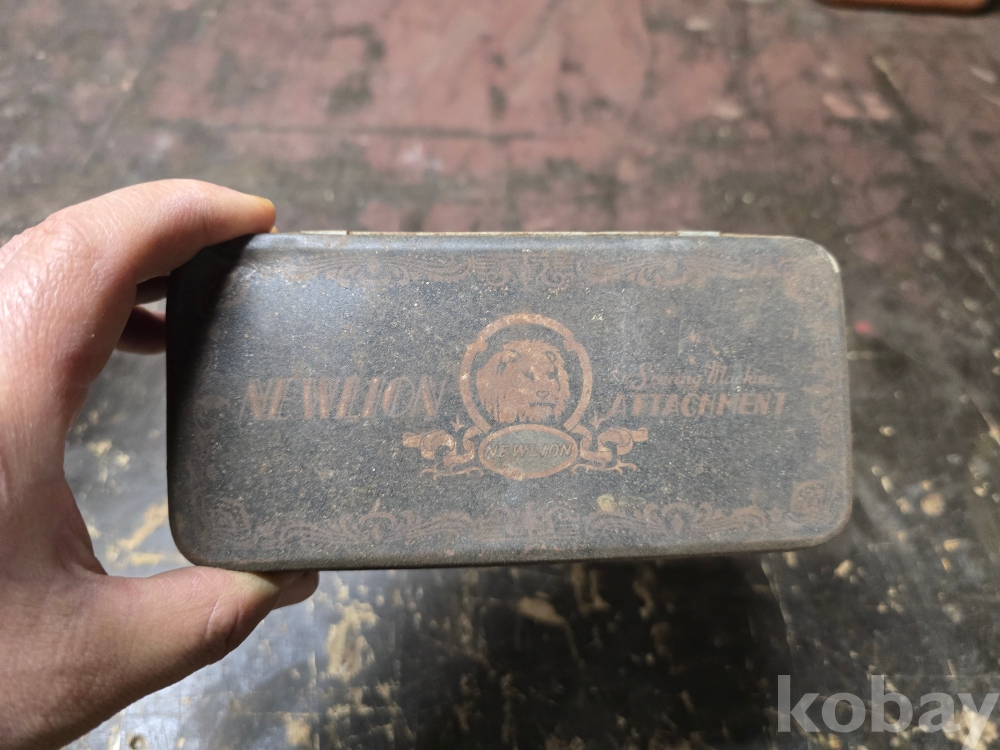 NEWLION
Sewing Machine
ATTACHMENT
NEWLION
kobay